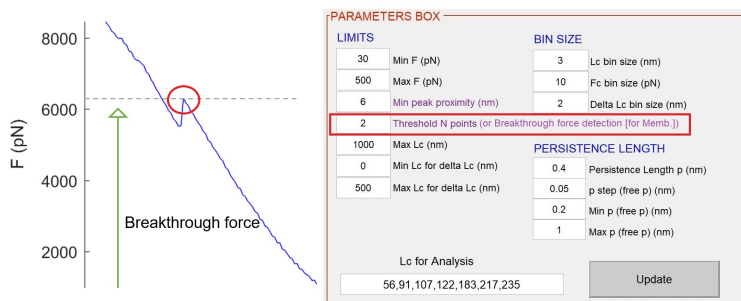 8000
6000
4000
2000
F (pN)
Breakthrough force
PARAMETERS BOX
LIMITS
30 Min F (pN)
500 Max F (pN)
6 Min peak proximity (nm)
2 Threshold N points (or Breakthrough force detection [for Memb.])
1000 Max Lc (nm)
0 Min Lc for delta Lc (nm)
500 Max Lc for delta Lc (nm)
BIN SIZE
3 Lc bin size (nm)
10 Fc bin size (pN)
2 Delta Lc bin size (nm)
PERSISTENCE LENGTH
0.4 Persistence Length p (nm)
0.05 p step (free p) (nm)
0.2 Min p (free p) (nm)
1 Max p (free p) (nm)
Lc for Analysis
56,91,107,122,183,217,235
Update